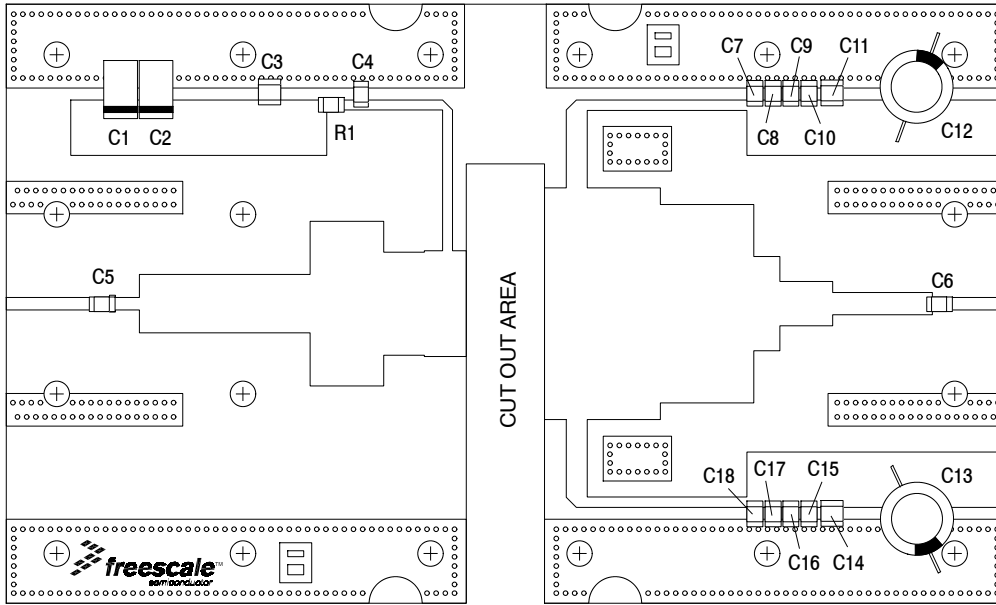 C7 C9 C11
C3 C4
C1 C2 R1
C8 C10 C12
C5 C6
CUT OUT AREA
C18 C17 C15 C13
C16 C14
freescale™
semiconductor